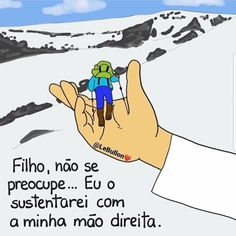 @LeBullon
Filho, não se
preocupe... Eu o
sustentarei com
a minha mão direita.